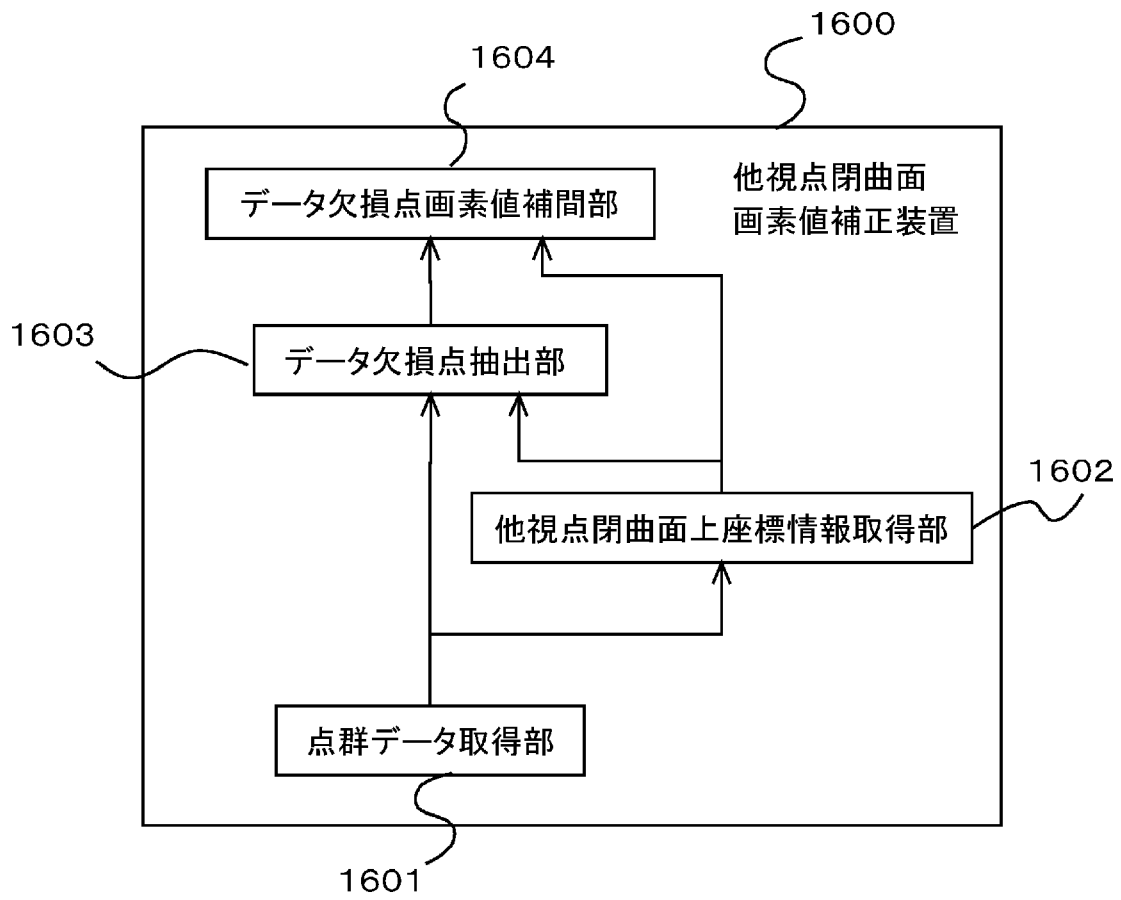 1600
1604
他視点閉曲面
画素値補正装置
データ欠損点画素値補間部
1603
データ欠損点抽出部
1602
他視点閉曲面上座標情報取得部
点群データ取得部
1601